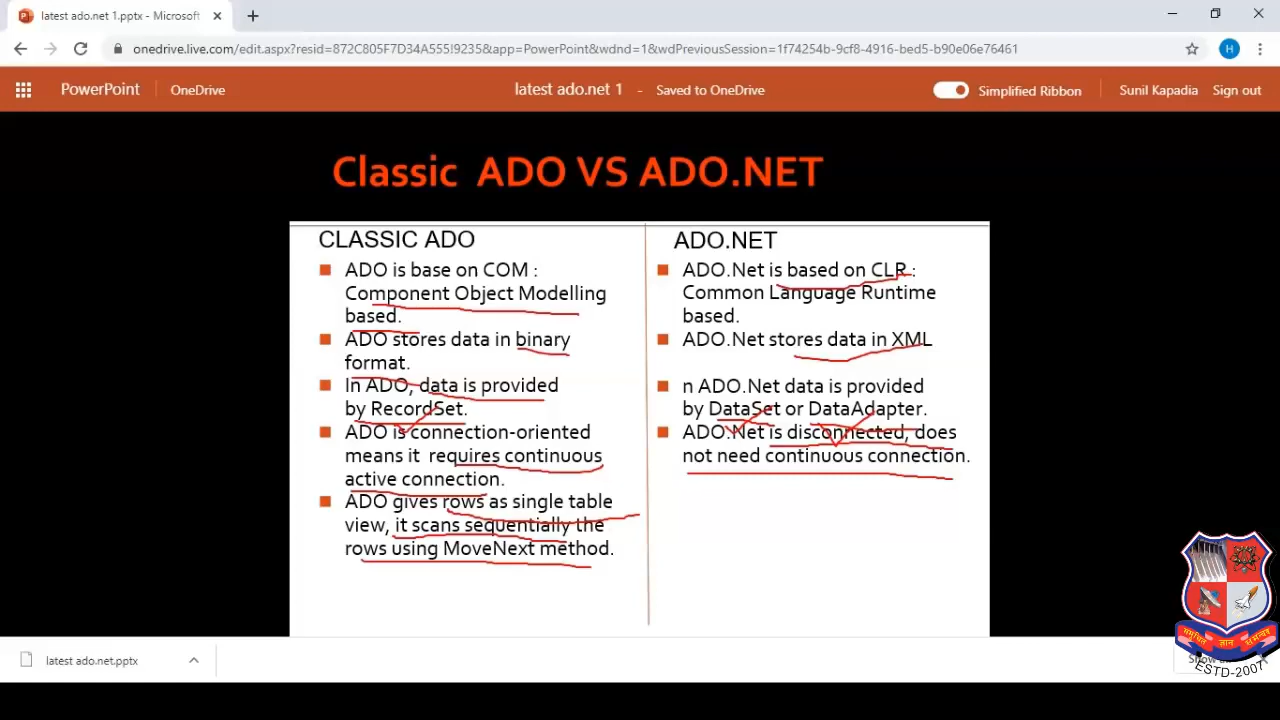 latest ado.net 1.pptx - Microsoft
onedrive.live.com/edit.aspx?resid=872C805F7D34A555!9235&app=PowerPoint&wdnd=1&wdPreviousSession=1f74254b-9cf8-4916-bed5-b90e06e76461
H
PowerPoint OneDrive latest ado.net 1 - Saved to OneDrive Simplified Ribbon Sunil Kapadia Sign out
Classic ADO VS ADO.NET
CLASSIC ADO
ADO is base on COM :
Component Object Modelling
based.
ADO stores data in binary
format.
In ADO, data is provided
by RecordSet.
ADO is connection-oriented
means it requires continuous
active connection.
ADO gives rows as single table
view, it scans sequentially the
rows using MoveNext method.
ADO.NET
ADO.Net is based on CLR :
Common Language Runtime
based.
ADO.Net stores data in XML
n ADO.Net data is provided
by DataSet or DataAdapter.
ADO.Net is disconnected, does
not need continuous connection.
latest ado.net.pptx
ESTD-2007